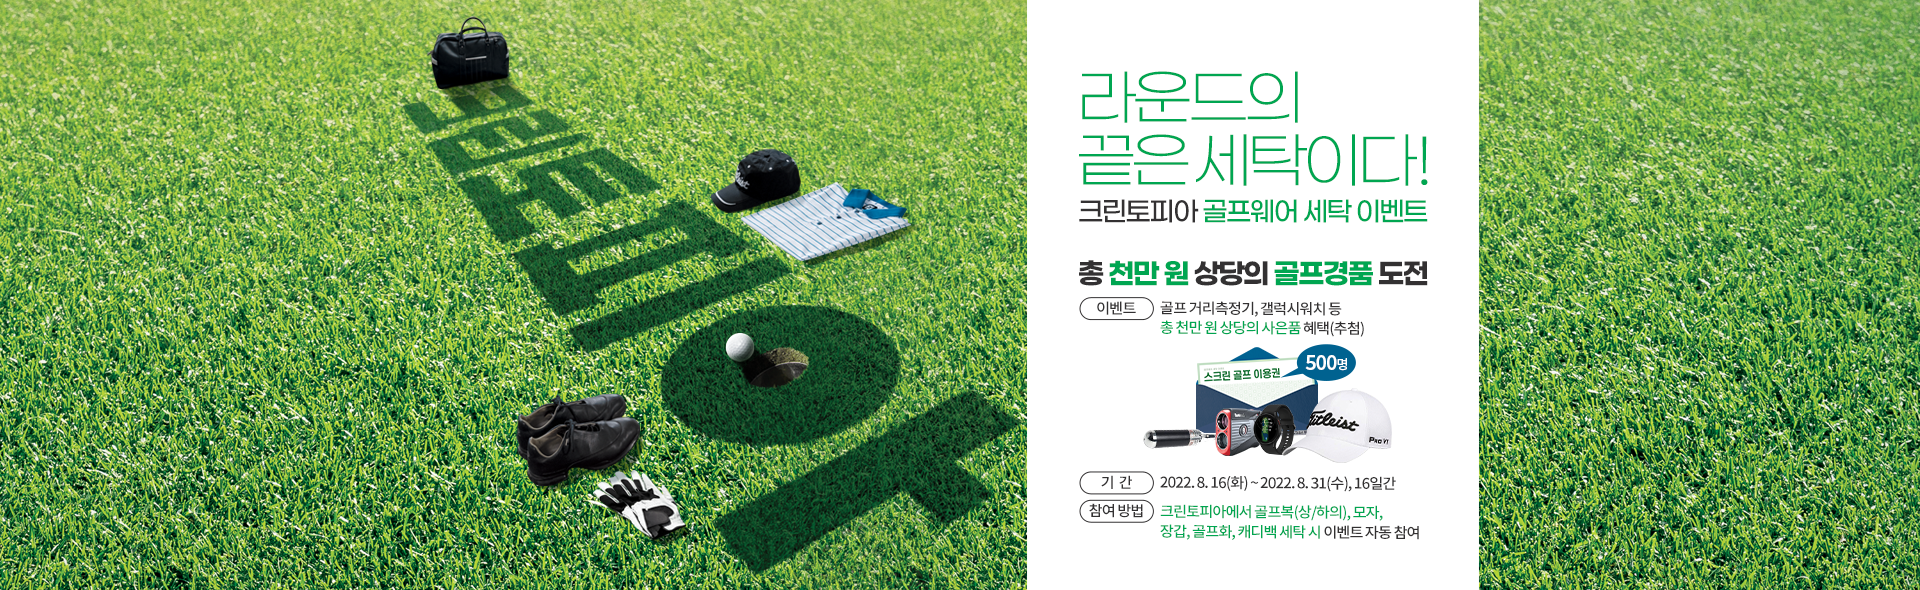 라운드의
끝은 세탁이다!
크린토피아 골프웨어 세탁 이벤트
총 천만 원 상당의 골프경품 도전
이벤트 골프 거리측정기, 갤럭시워치 등
총 천만 원 상당의 사은품 혜택(추첨)
500명
스크린 골프 이용권
Titleist
PRO V1
기 간 2022. 8. 16(화) ~ 2022. 8. 31(수), 16일간
참여 방법 크린토피아에서 골프복(상/하의), 모자,
장갑, 골프화, 캐디백 세탁 시 이벤트 자동 참여